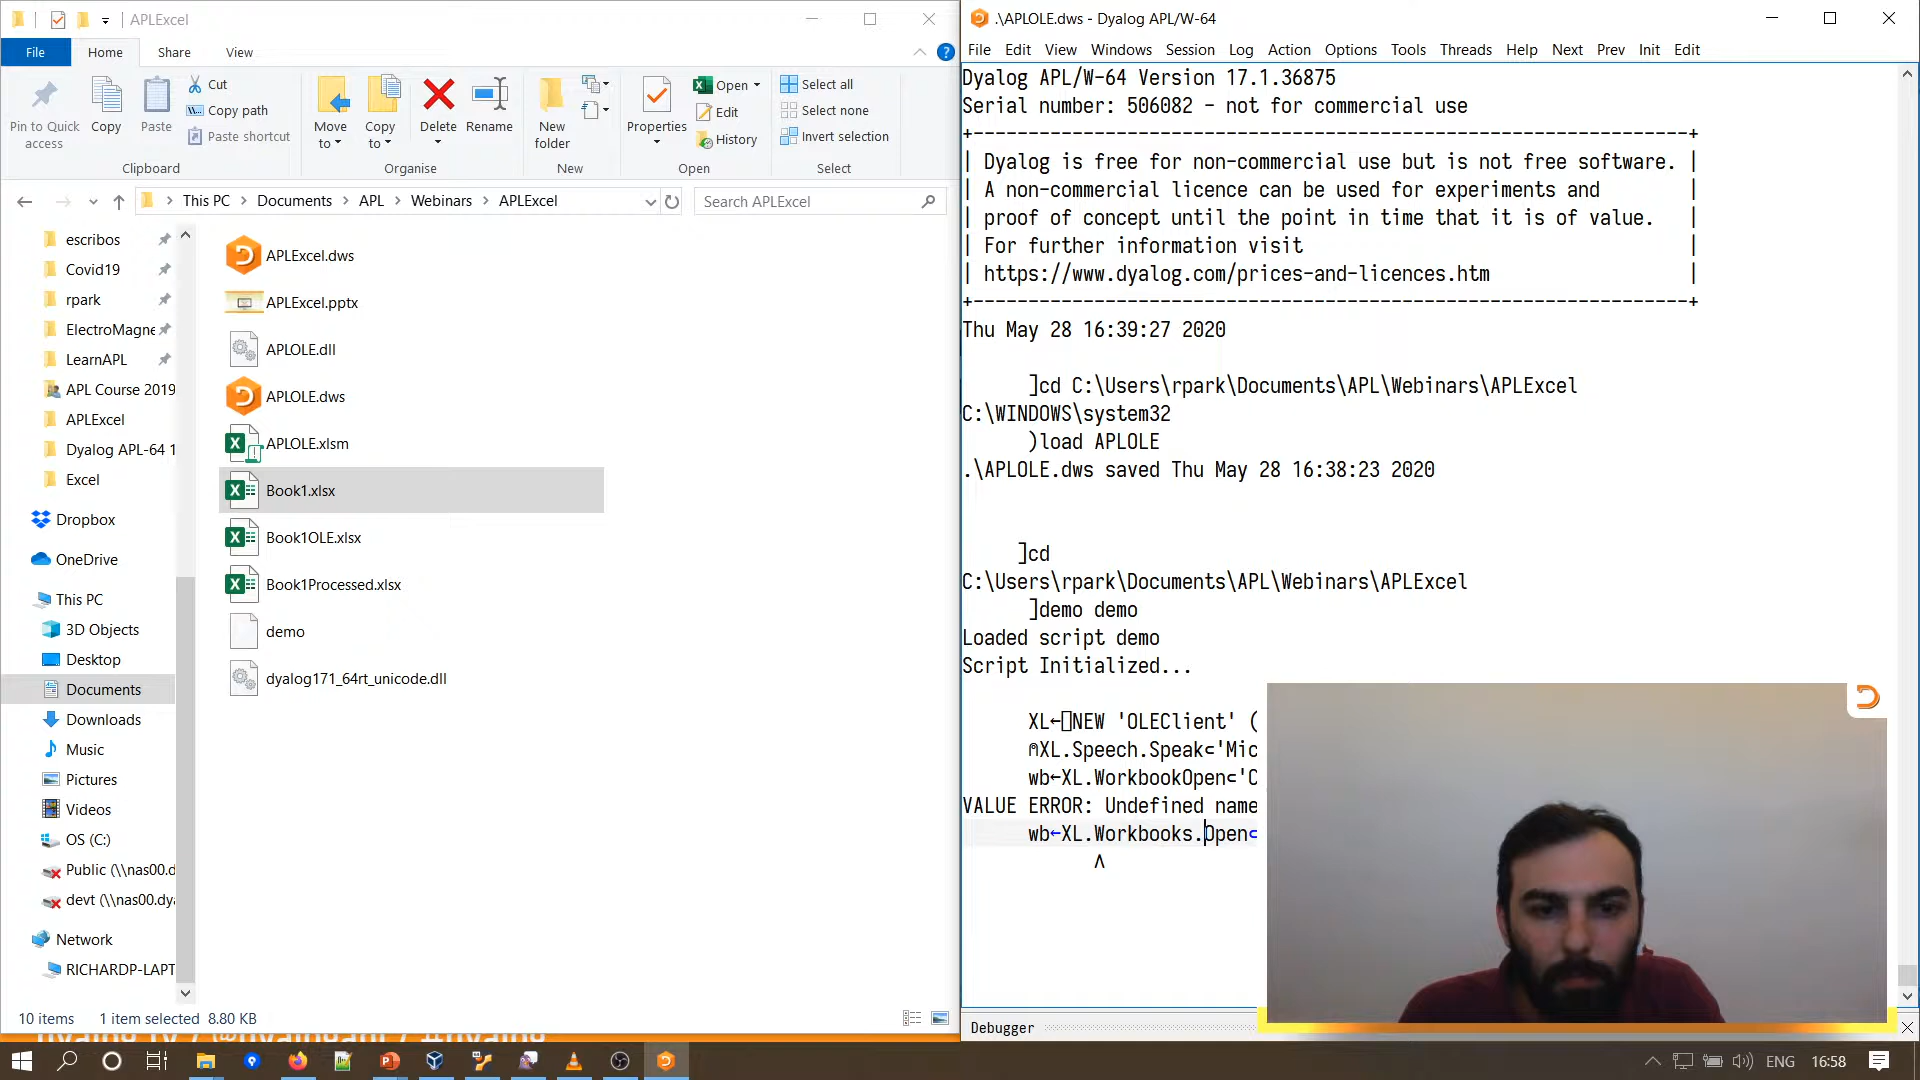 APLExcel
File
Home
Share
View
Pin to Quick access
Copy
Paste
Cut
Copy path
Paste shortcut
Clipboard
Move to
Copy to
Delete
Rename
Organise
New folder
New
Properties
Open
Edit
History
Open
Select all
Select none
Invert selection
Select
This PC > Documents > APL > Webinars > APLExcel
Search APLExcel
escribos
Covid19
rpark
ElectroMagne
LearnAPL
APL Course 2019
APLExcel
Dyalog APL-64 1
Excel
Dropbox
OneDrive
This PC
3D Objects
Desktop
Documents
Downloads
Music
Pictures
Videos
OS (C:)
Public (\\nas00.d
devt (\\nas00.dy
Network
RICHARDP-LAPT
APLExcel.dws
APLExcel.pptx
APLOLE.dll
APLOLE.dws
APLOLE.xlsm
Book1.xlsx
Book1OLE.xlsx
Book1Processed.xlsx
demo
dyalog171_64rt_unicode.dll
10 items 1 item selected 8.80 KB
.\APLOLE.dws - Dyalog APL/W-64
File Edit View Windows Session Log Action Options Tools Threads Help Next Prev Init Edit
Dyalog APL/W-64 Version 17.1.36875
Serial number: 506082 - not for commercial use
+----------------------------------------------------------------+
| Dyalog is free for non-commercial use but is not free software. |
| A non-commercial licence can be used for experiments and |
| proof of concept until the point in time that it is of value. |
| For further information visit |
| https://www.dyalog.com/prices-and-licences.htm |
+----------------------------------------------------------------+
Thu May 28 16:39:27 2020
]cd C:\Users\rpark\Documents\APL\Webinars\APLExcel
C:\WINDOWS\system32
)load APLOLE
.\APLOLE.dws saved Thu May 28 16:38:23 2020
]cd
C:\Users\rpark\Documents\APL\Webinars\APLExcel
]demo demo
Loaded script demo
Script Initialized...
XL←⎕NEW 'OLEClient' (
⍝XL.Speech.Speak⊂'Mic
wb←XL.WorkbookOpen⊂'C
VALUE ERROR: Undefined name
wb←XL.Workbooks.Open⊂
∧
Debugger
ENG 16:58